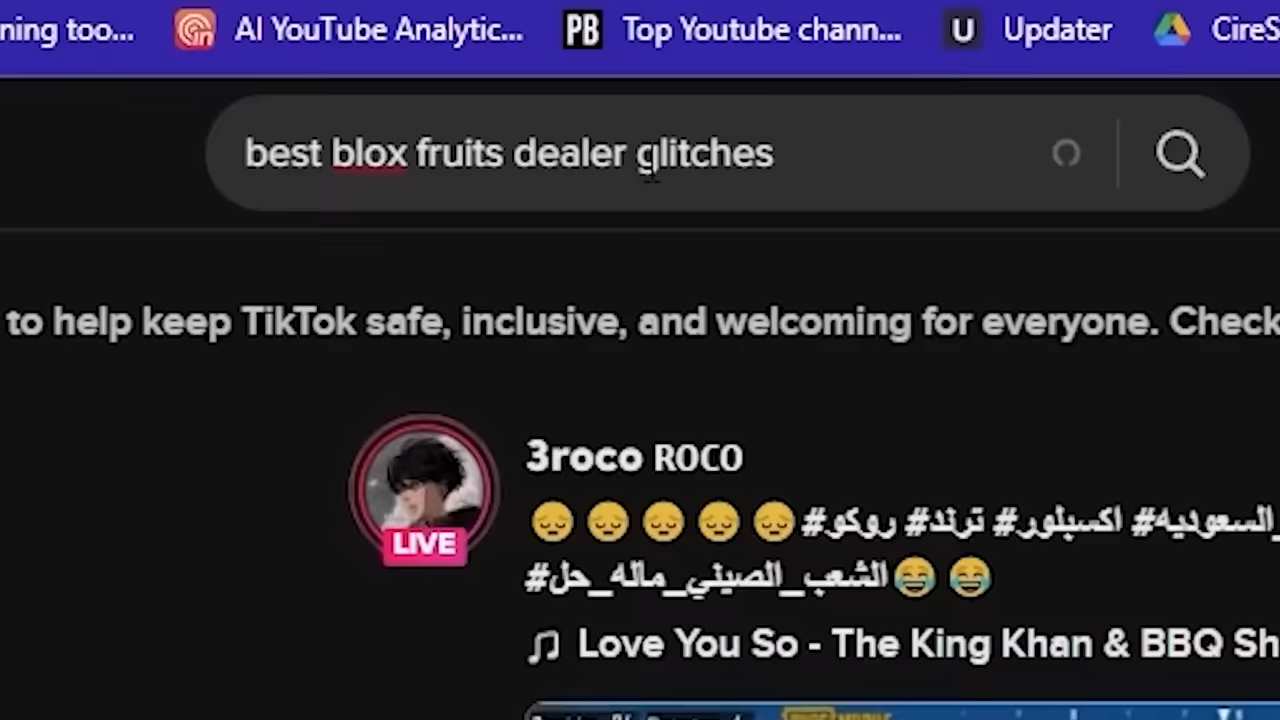 ning too... AI YouTube Analytic... PB Top Youtube chann... U Updater CireS
best blox fruits dealer glitches
to help keep TikTok safe, inclusive, and welcoming for everyone. Check
3roco ROCO
😔😔😔😔😔#روكو #ترند #اكسبلور #السعوديه
#الشعب_الصيني_ماله_حل😂😂
LIVE
♫ Love You So - The King Khan & BBQ Sh